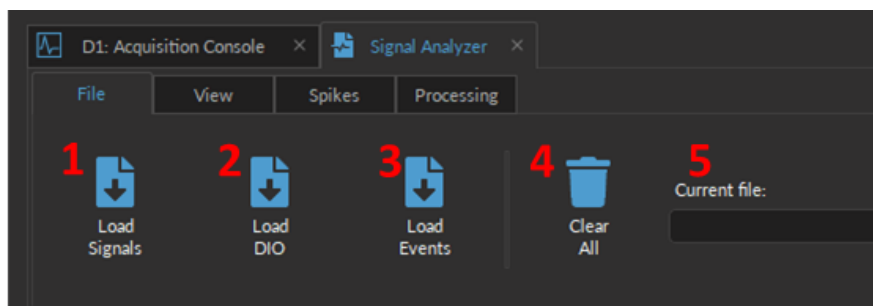 D1: Acquisition Console × Signal Analyzer ×
File View Spikes Processing
1 2 3 4 5
Current file:
Load Load Load Clear
Signals DIO Events All